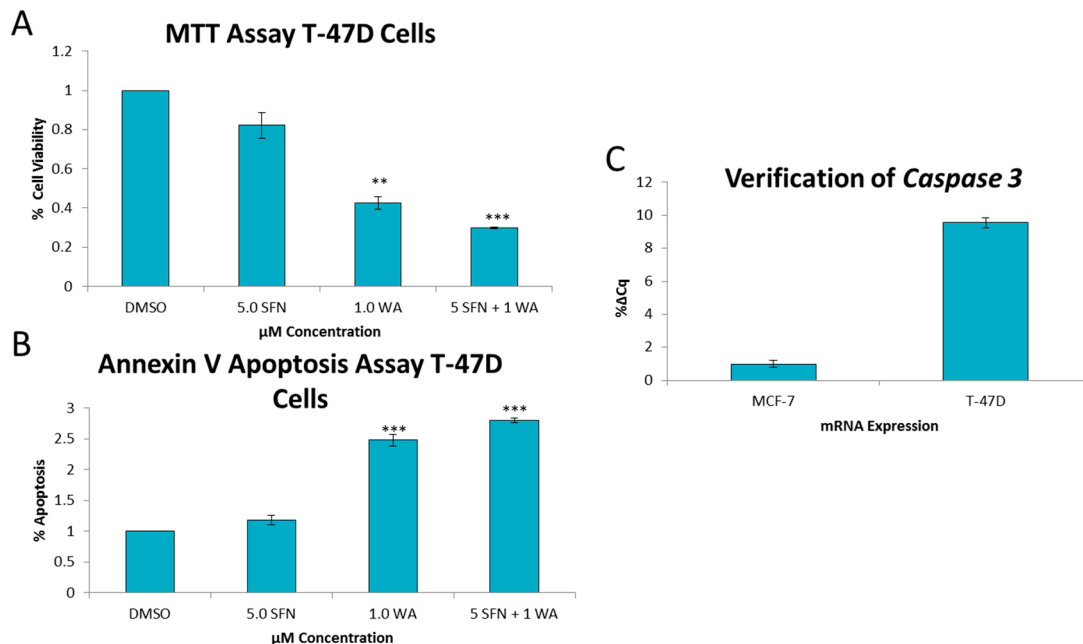 A
MTT Assay T-47D Cells
1.2
1
0.8
0.6
0.4
0.2
0
% Cell Viability
**
***
DMSO
5.0 SFN
1.0 WA
5 SFN + 1 WA
µM Concentration
B
Annexin V Apoptosis Assay T-47D
Cells
3
2.5
2
1.5
1
0.5
0
% Apoptosis
***
***
DMSO
5.0 SFN
1.0 WA
5 SFN + 1 WA
µM Concentration
C
Verification of Caspase 3
12
10
8
6
4
2
0
%ΔCq
MCF-7
T-47D
mRNA Expression